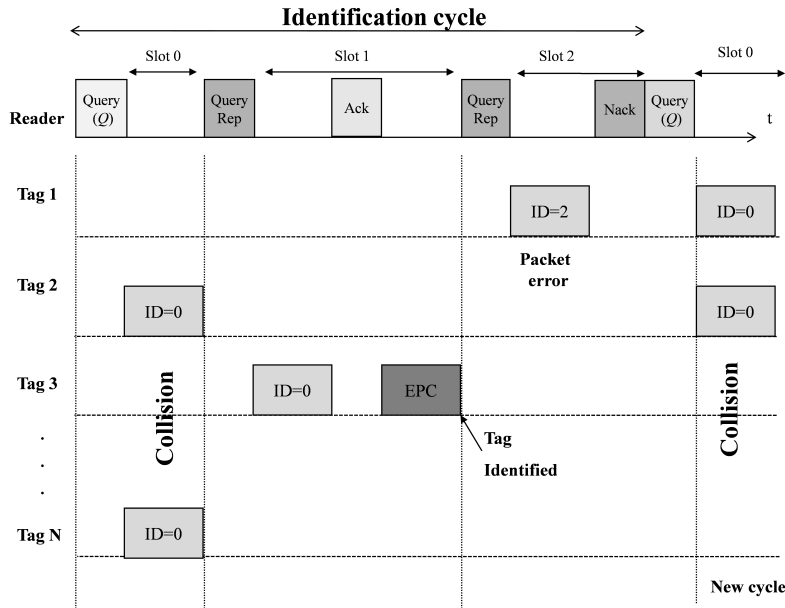 Identification cycle
Slot 0
Slot 1
Slot 2
Slot 0
Reader
Query
(Q)
Query
Rep
Ack
Query
Rep
Nack
Query
(Q)
t
Tag 1
ID=2
ID=0
Packet
error
Tag 2
ID=0
ID=0
Tag 3
ID=0
EPC
Collision
Collision
Tag
Identified
.
.
.
Tag N
ID=0
New cycle